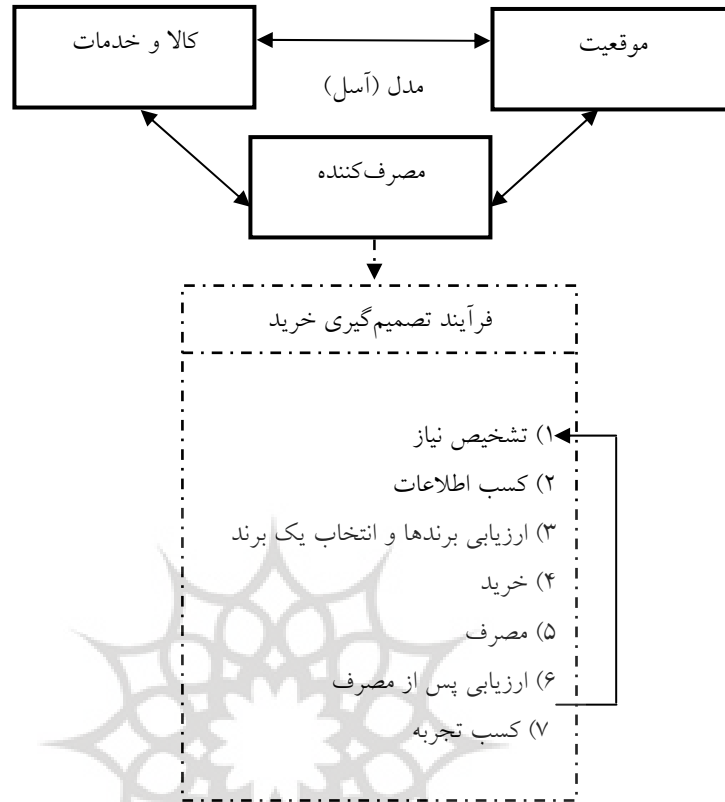 موقعیت
کالا و خدمات
مدل (آسل)
مصرف‌کننده
فرآیند تصمیم‌گیری خرید
۱) تشخیص نیاز
۲) کسب اطلاعات
۳) ارزیابی برندها و انتخاب یک برند
۴) خرید
۵) مصرف
۶) ارزیابی پس از مصرف
۷) کسب تجربه